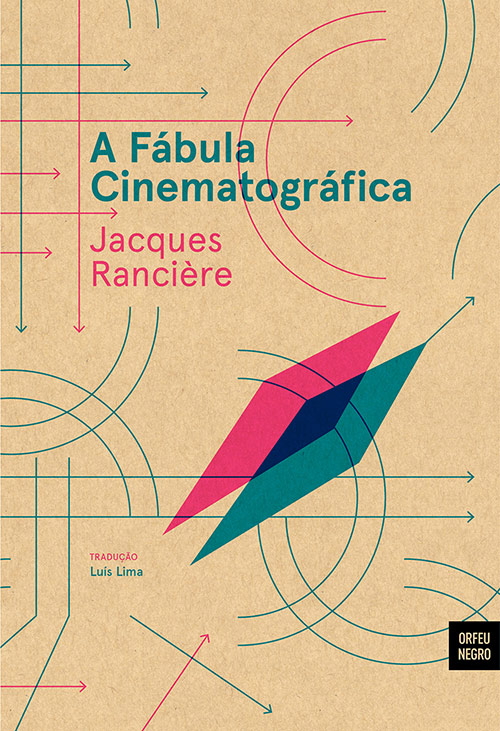 A Fábula
Cinematográfica
Jacques
Rancière
TRADUÇÃO
Luís Lima
ORFEU
NEGRO